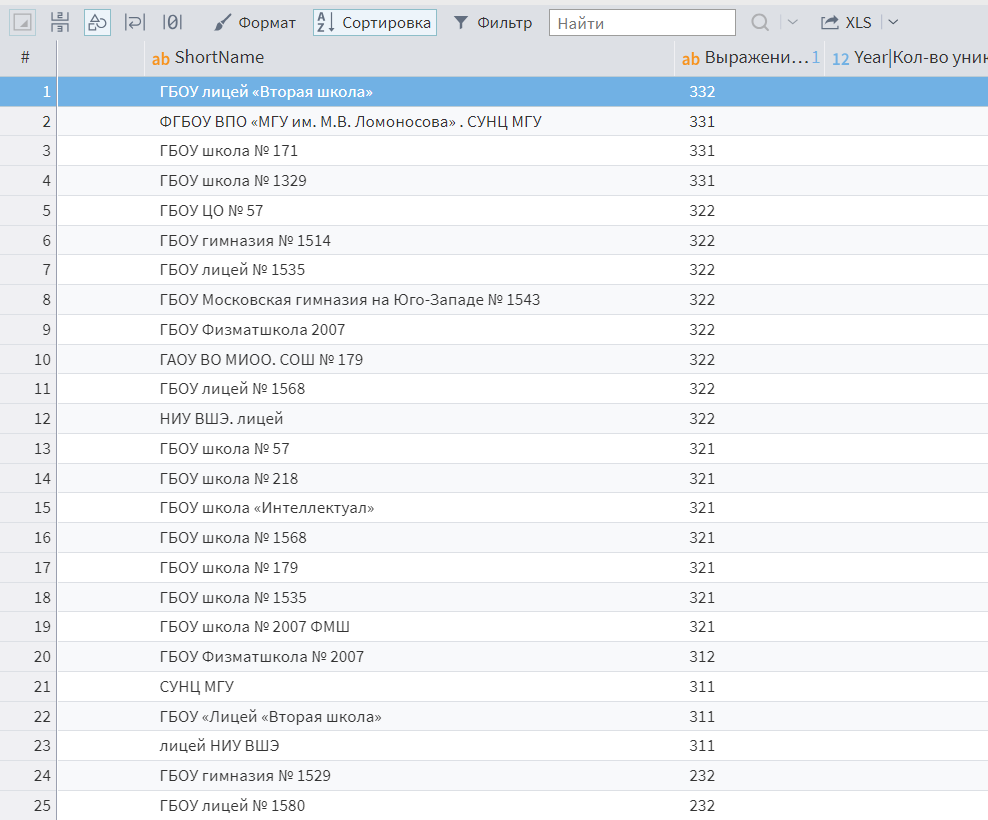 Формат Сортировка Фильтр Найти XLS
# ab ShortName ab Выражени... 1 12 Year|Кол-во уник
1 ГБОУ лицей «Вторая школа» 332
2 ФГБОУ ВПО «МГУ им. М.В. Ломоносова» . СУНЦ МГУ 331
3 ГБОУ школа № 171 331
4 ГБОУ школа № 1329 331
5 ГБОУ ЦО № 57 322
6 ГБОУ гимназия № 1514 322
7 ГБОУ лицей № 1535 322
8 ГБОУ Московская гимназия на Юго-Западе № 1543 322
9 ГБОУ Физматшкола 2007 322
10 ГАОУ ВО МИОО. СОШ № 179 322
11 ГБОУ лицей № 1568 322
12 НИУ ВШЭ. лицей 322
13 ГБОУ школа № 57 321
14 ГБОУ школа № 218 321
15 ГБОУ школа «Интеллектуал» 321
16 ГБОУ школа № 1568 321
17 ГБОУ школа № 179 321
18 ГБОУ школа № 1535 321
19 ГБОУ школа № 2007 ФМШ 321
20 ГБОУ Физматшкола № 2007 312
21 СУНЦ МГУ 311
22 ГБОУ «Лицей «Вторая школа» 311
23 лицей НИУ ВШЭ 311
24 ГБОУ гимназия № 1529 232
25 ГБОУ лицей № 1580 232